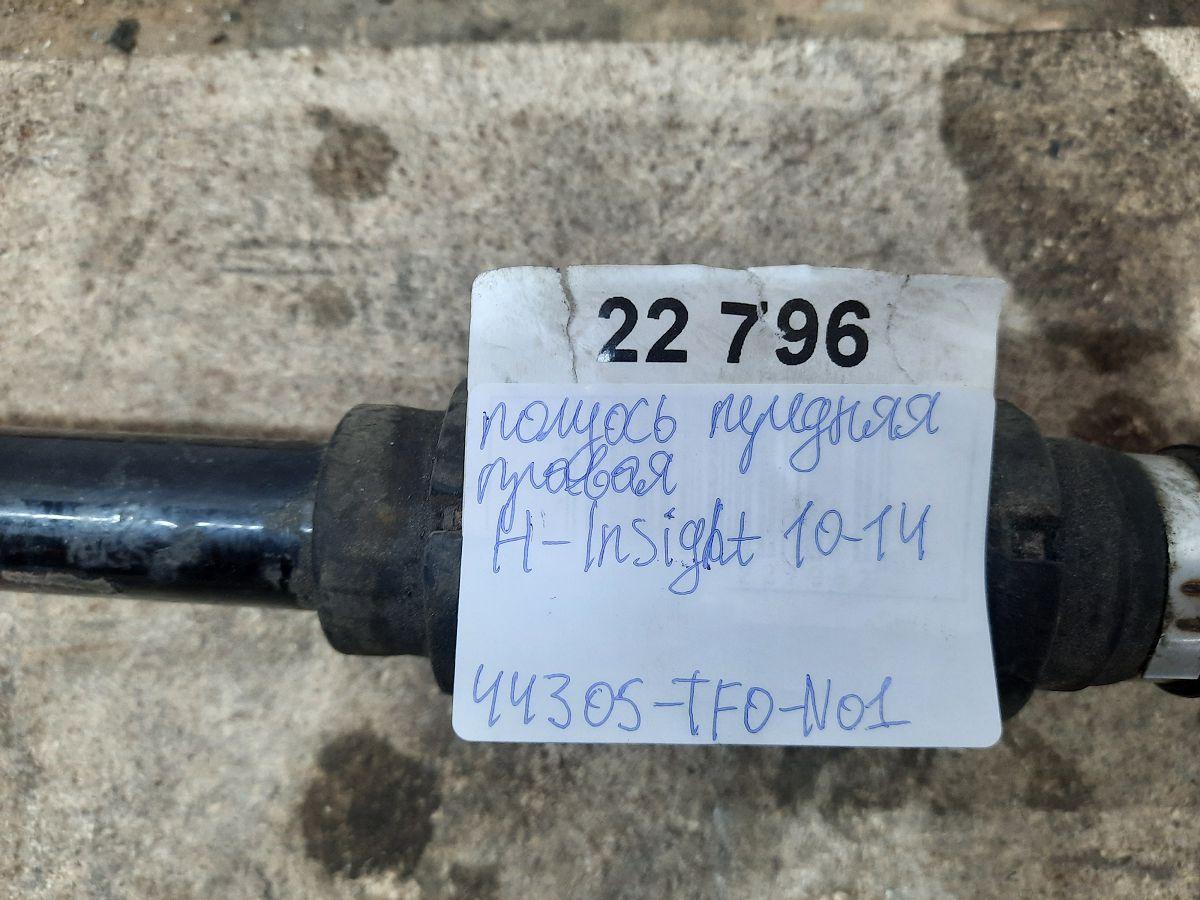 22 796
полуось передняя
правая
H-Insight 10-14
44305-TF0-N01